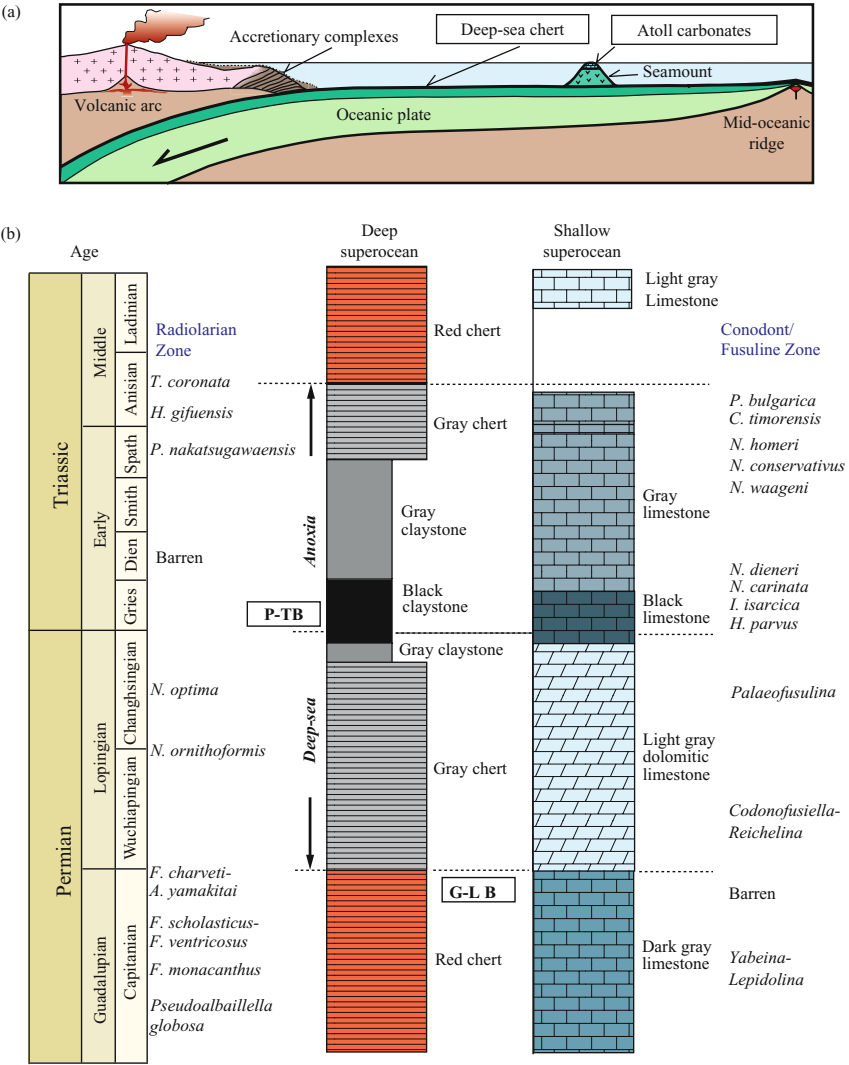 (a)
Accretionary complexes
Deep-sea chert
Atoll carbonates
Seamount
Volcanic arc
Oceanic plate
Mid-oceanic
ridge
(b)
Age
Deep
superocean
Shallow
superocean
Triassic
Permian
Middle
Early
Lopingian
Guadalupian
Ladinian
Anisian
Spath
Smith
Dien
Gries
Changhsingian
Wuchiapingian
Capitanian
Radiolarian
Zone
T. coronata
H. gifuensis
P. nakatsugawaensis
Barren
N. optima
N. ornithoformis
F. charveti-
A. yamakitai
F. scholasticus-
F. ventricosus
F. monacanthus
Pseudoalbaillella
globosa
P-TB
Anoxia
Deep-sea
Red chert
Gray chert
Gray
claystone
Black
claystone
Gray claystone
Gray chert
G-L B
Red chert
Light gray
Limestone
Gray
limestone
Black
limestone
Light gray
dolomitic
limestone
Dark gray
limestone
Conodont/
Fusuline Zone
P. bulgarica
C. timorensis
N. homeri
N. conservativus
N. waageni
N. dieneri
N. carinata
I. isarcica
H. parvus
Palaeofusulina
Codonofusiella-
Reichelina
Barren
Yabeina-
Lepidolina